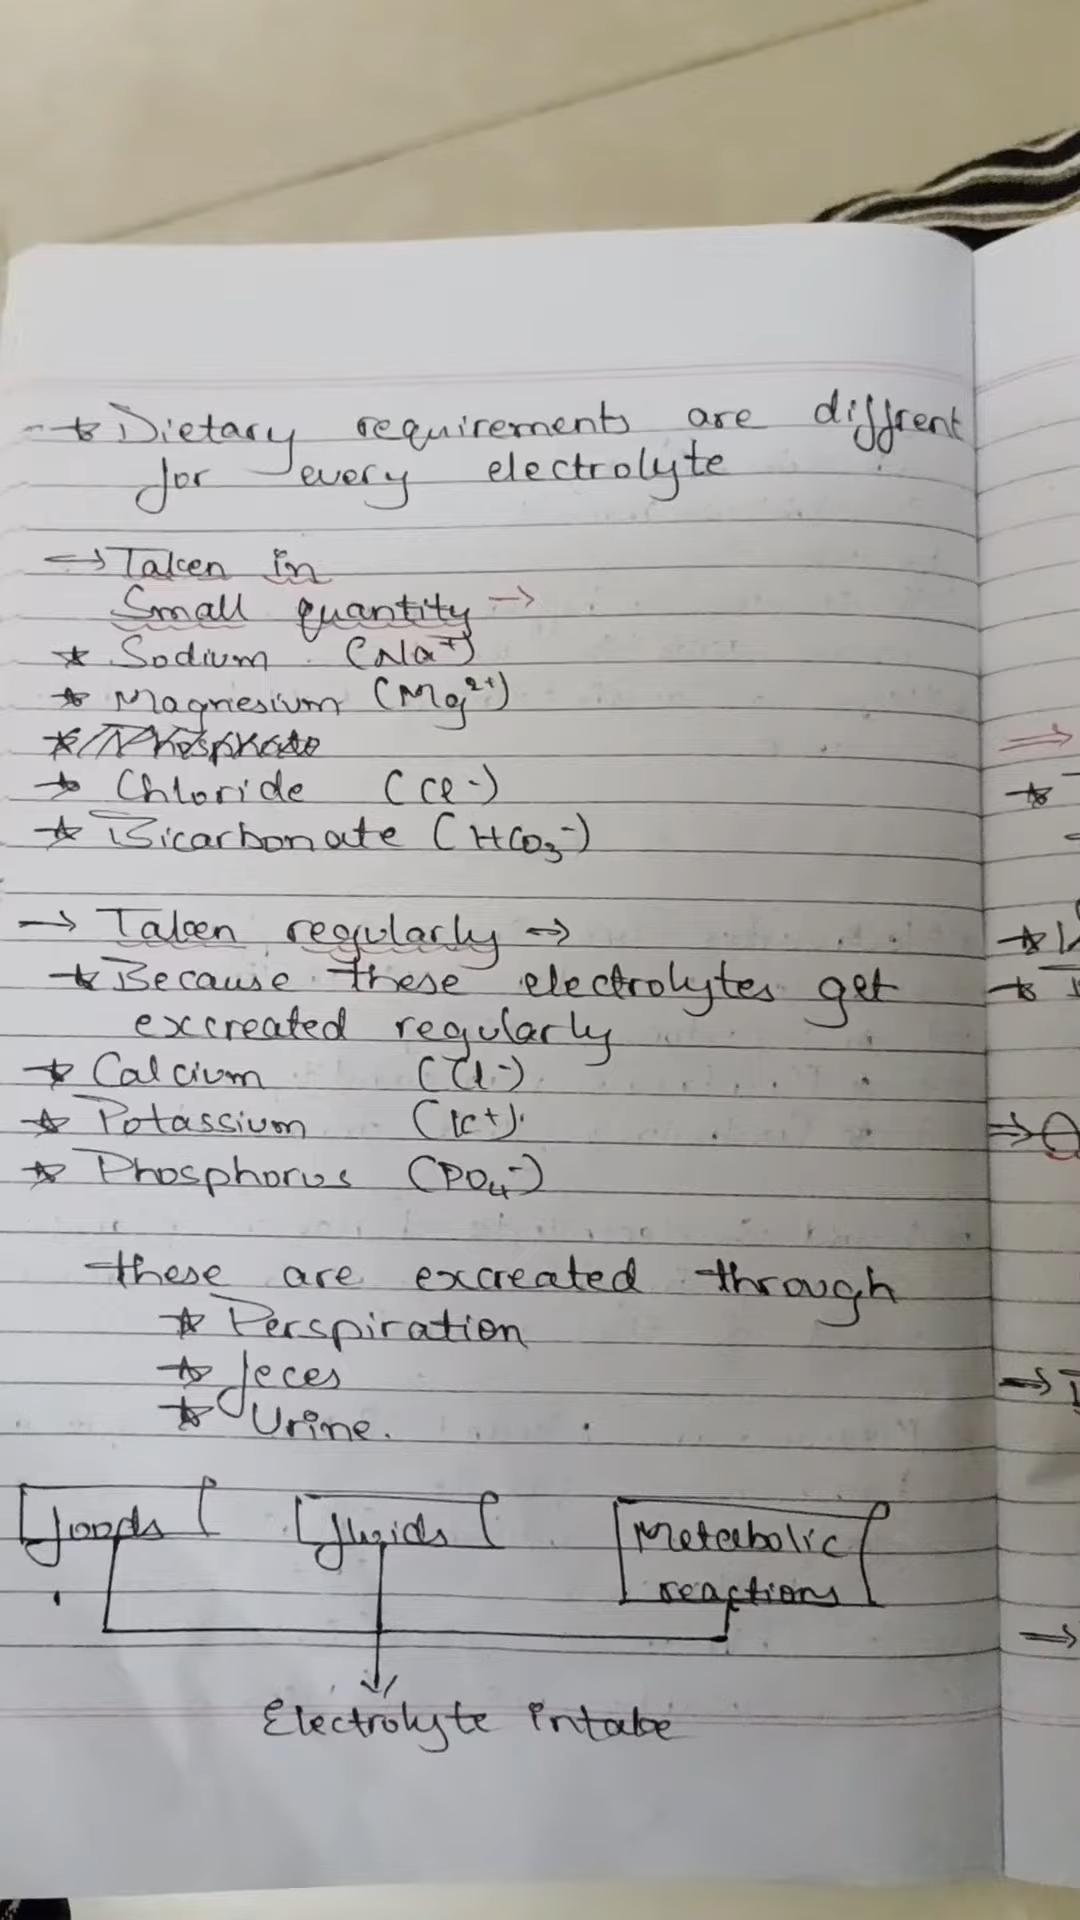 Dietary requirements are diffrent
for every electrolyte
→ Taken in
Small quantity →
★ Sodium (Na+)
★ Magnesium (Mg2+)
★ Chloride (Cl-)
★ Bicarbonate (HCO3-)
→ Taken regularly →
★ Because these electrolytes get
excreated regularly
★ Calcium (Cl-)
★ Potassium (K+).
★ Phosphorus (PO4-)
these are excreated through
★ Perspiration
★ feces
★ Urine.
foods fluids Metabolic
reactions
Electrolyte intake